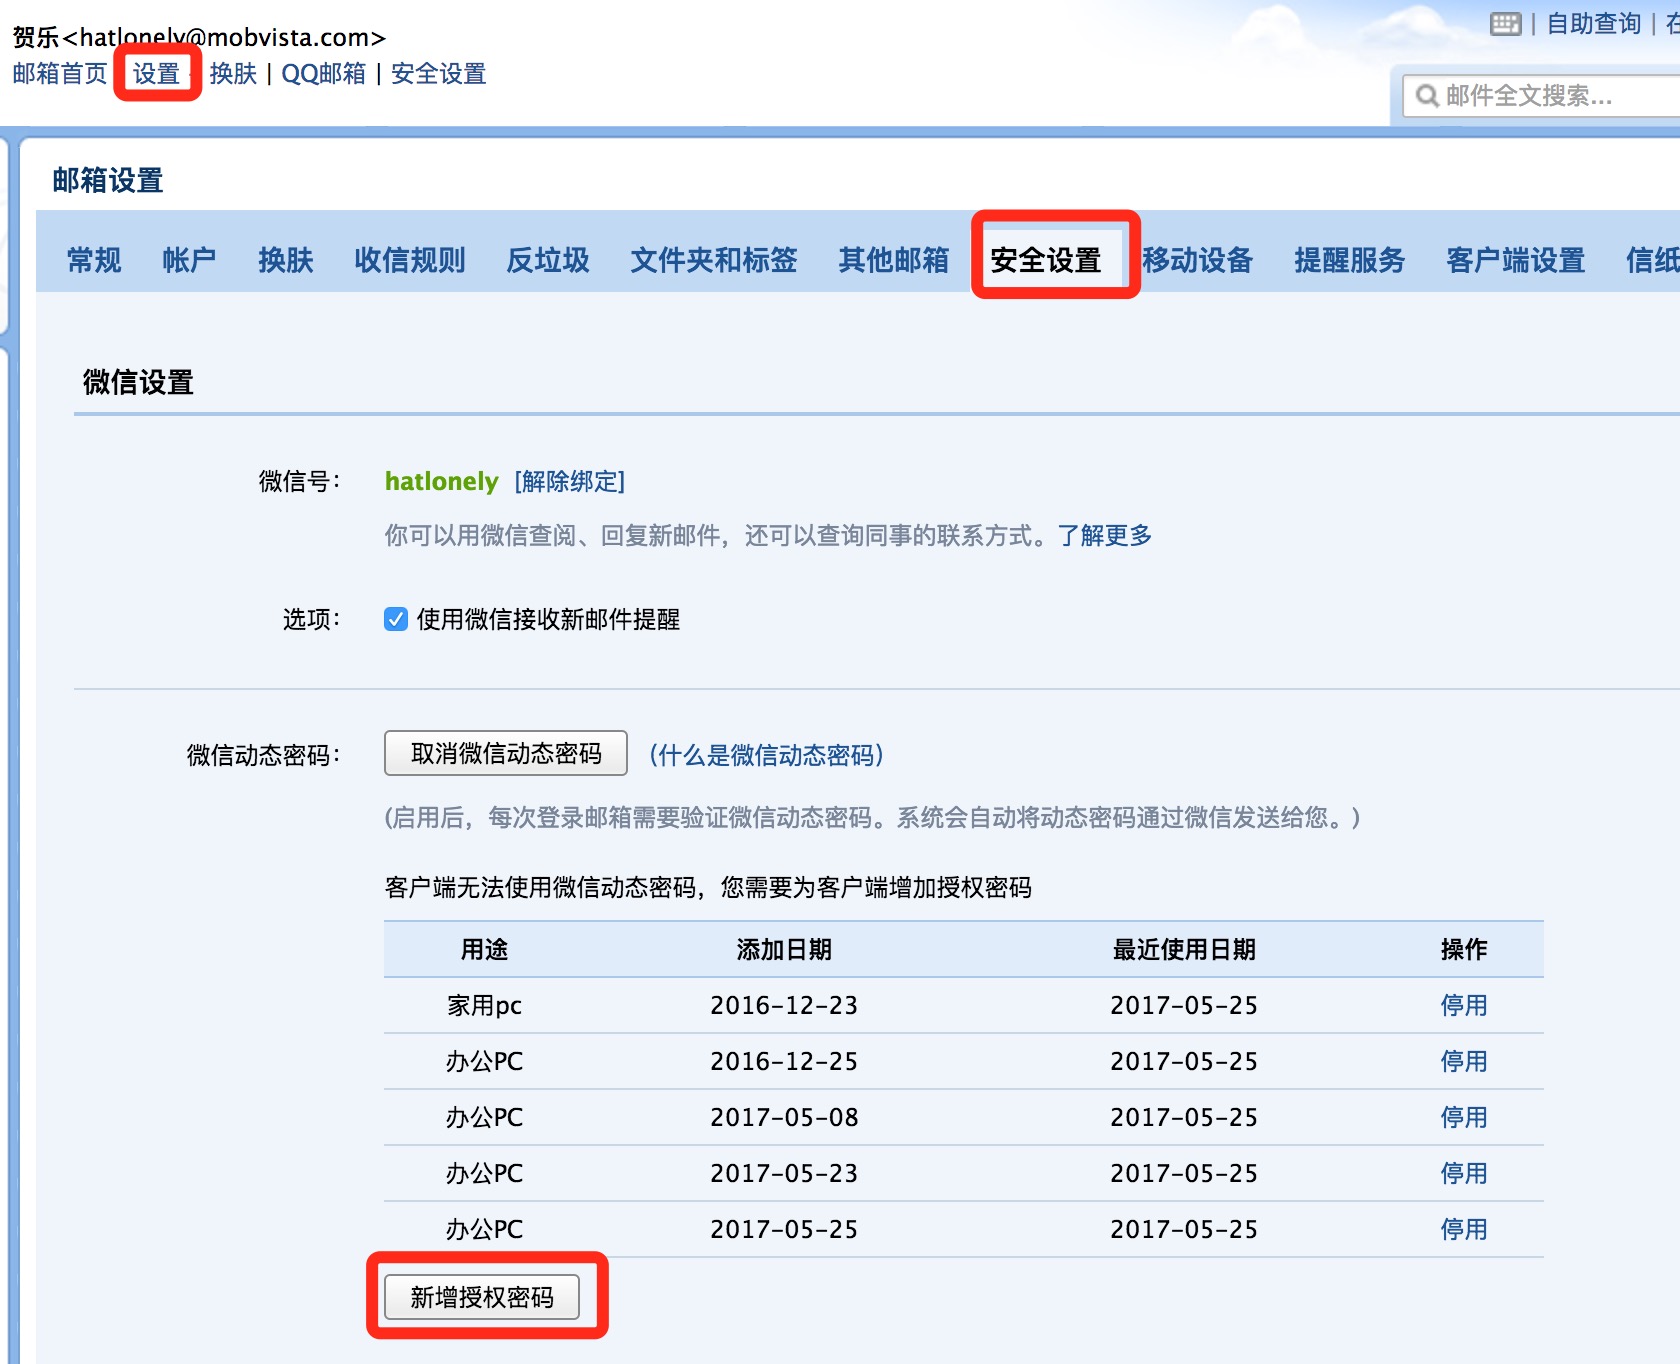 贺乐<hatlonely@mobvista.com>
邮箱首页 设置 换肤 | QQ邮箱 | 安全设置
| 自助查询 |
邮件全文搜索...
邮箱设置
常规 帐户 换肤 收信规则 反垃圾 文件夹和标签 其他邮箱 安全设置 移动设备 提醒服务 客户端设置 信纸
微信设置
微信号： hatlonely [解除绑定]
你可以用微信查阅、回复新邮件，还可以查询同事的联系方式。了解更多
选项： 使用微信接收新邮件提醒
微信动态密码： 取消微信动态密码 (什么是微信动态密码)
(启用后，每次登录邮箱需要验证微信动态密码。系统会自动将动态密码通过微信发送给您。)
客户端无法使用微信动态密码，您需要为客户端增加授权密码
用途 添加日期 最近使用日期 操作
家用pc 2016-12-23 2017-05-25 停用
办公PC 2016-12-25 2017-05-25 停用
办公PC 2017-05-08 2017-05-25 停用
办公PC 2017-05-23 2017-05-25 停用
办公PC 2017-05-25 2017-05-25 停用
新增授权密码